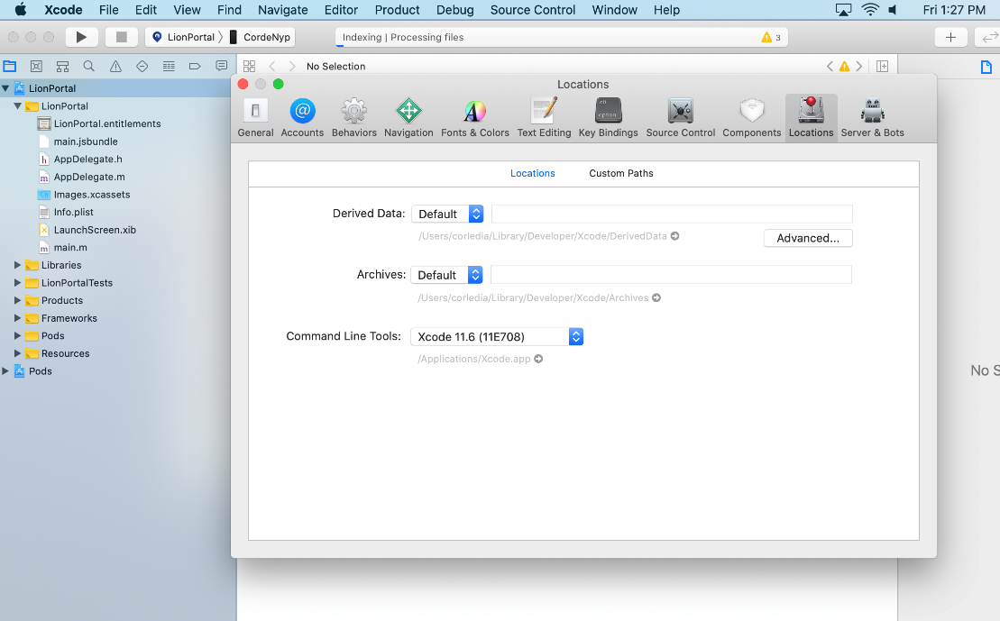 Xcode File Edit View Find Navigate Editor Product Debug Source Control Window Help Fri 1:27 PM
LionPortal CordeNyp Indexing | Processing files 3
No Selection
LionPortal
LionPortal
LionPortal.entitlements
main.jsbundle
h AppDelegate.h
m AppDelegate.m
Images.xcassets
Info.plist
LaunchScreen.xib
m main.m
Libraries
LionPortalTests
Products
Frameworks
Pods
Resources
Pods
Locations
alt
option
General Accounts Behaviors Navigation Fonts & Colors Text Editing Key Bindings Source Control Components Locations Server & Bots
Locations Custom Paths
Derived Data: Default
/Users/corledia/Library/Developer/Xcode/DerivedData
Advanced...
Archives: Default
/Users/corledia/Library/Developer/Xcode/Archives
Command Line Tools: Xcode 11.6 (11E708)
/Applications/Xcode.app
No S